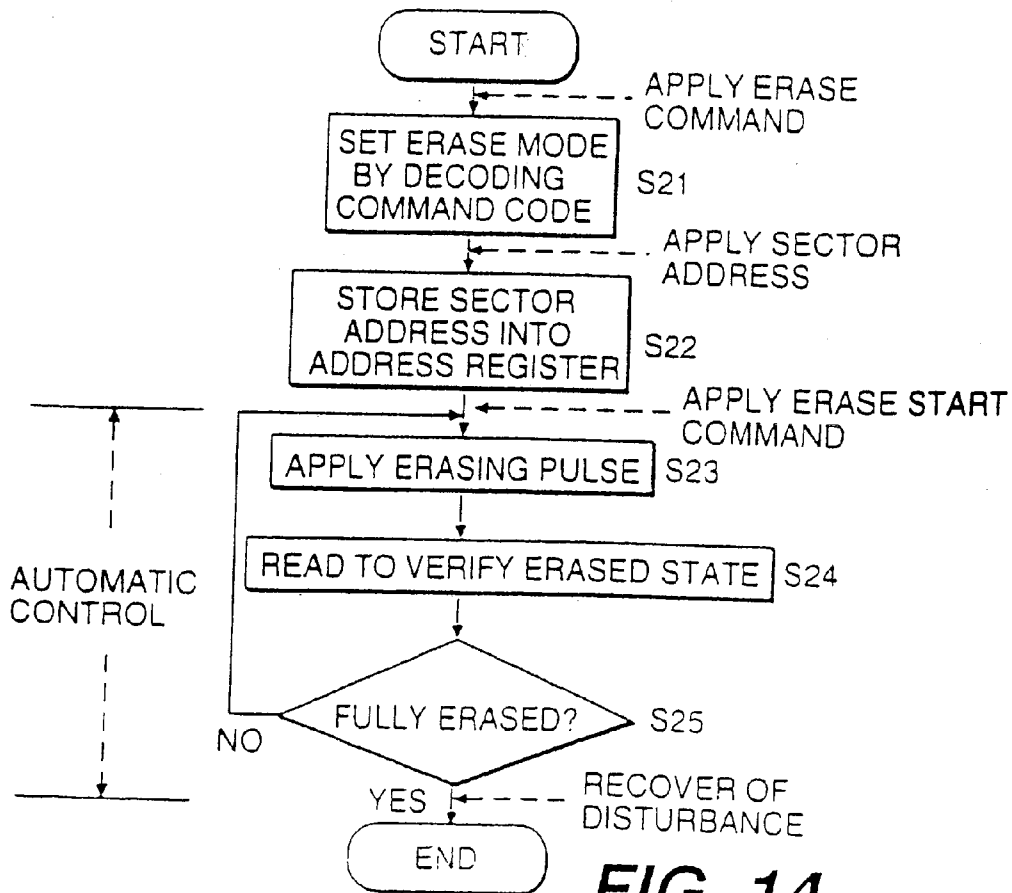 START
APPLY ERASE
COMMAND
SET ERASE MODE
BY DECODING
COMMAND CODE
S21
APPLY SECTOR
ADDRESS
STORE SECTOR
ADDRESS INTO
ADDRESS REGISTER
S22
APPLY ERASE START
COMMAND
APPLY ERASING PULSE
S23
READ TO VERIFY ERASED STATE
S24
AUTOMATIC
CONTROL
FULLY ERASED?
S25
NO
YES
RECOVER OF
DISTURBANCE
END
FIG. 14